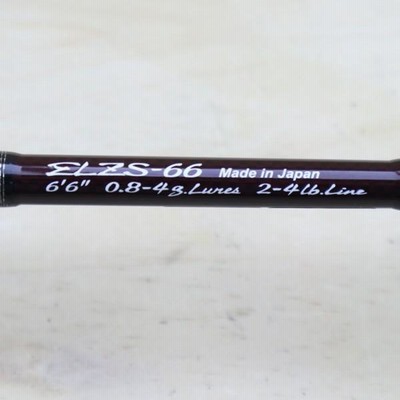 ELZS-66 Made in Japan
6'6" 0.8-4g.Lures 2-4lb.Line